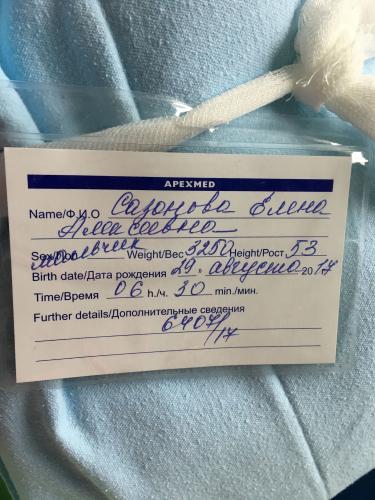 APEXMED
Name/Ф.И.О Сазонова Елена
Алексеевна
Sex/Пол мальчик Weight/Вес 3250 Height/Рост 53
Birth date/Дата рождения 29. августа 2017
Time/Время 06 h./ч. 30 min./мин.
Further details/Дополнительные сведения
6407/
17